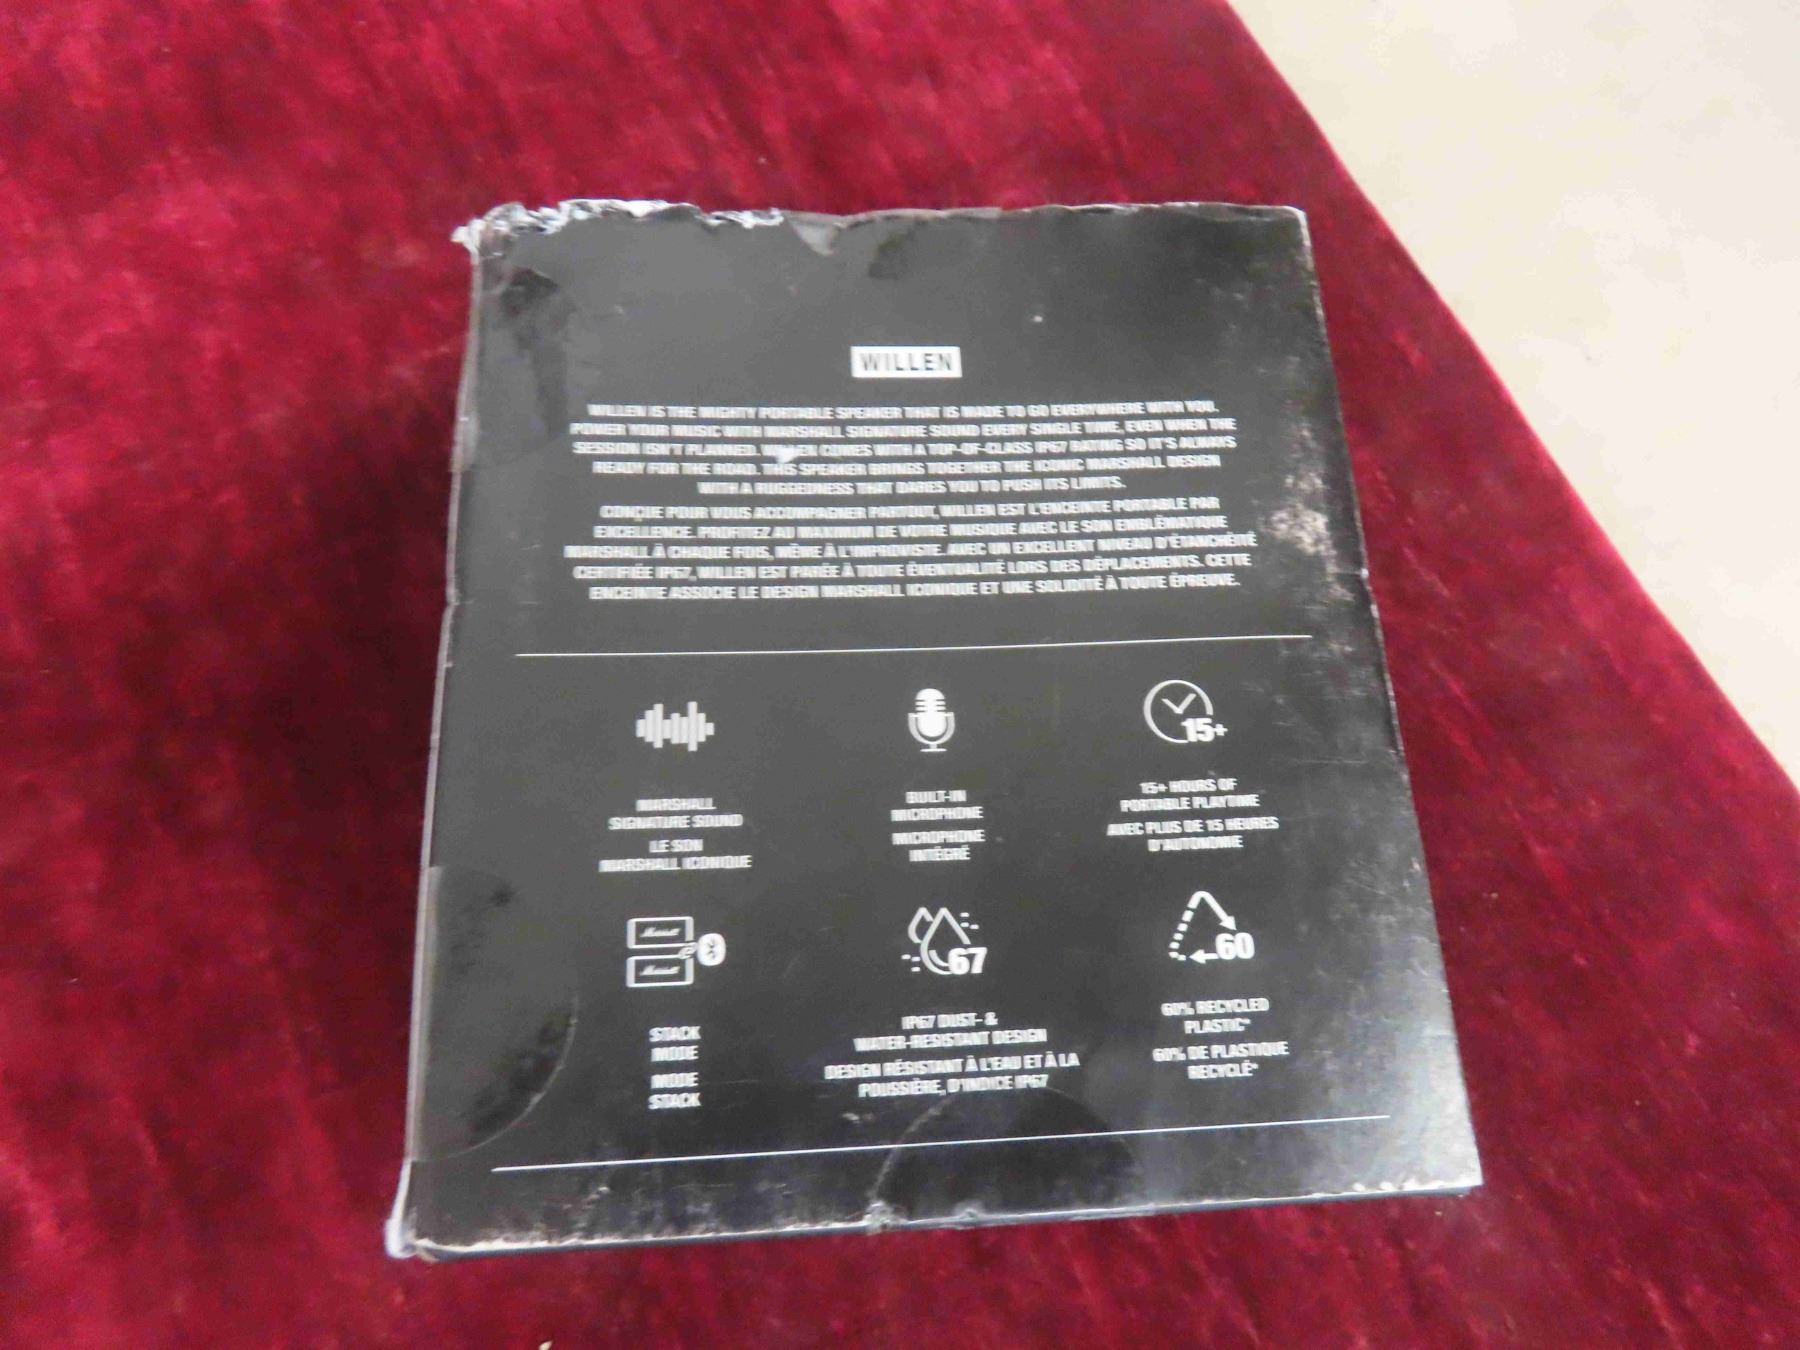 WILLEN
WILLEN IS THE MIGHTY PORTABLE SPEAKER THAT IS MADE TO GO EVERYWHERE WITH YOU.
POWER YOUR MUSIC WITH MARSHALL SIGNATURE SOUND EVERY SINGLE TIME, EVEN WHEN THE
SESSION ISN'T PLANNED. WILLEN COMES WITH A TOP-OF-CLASS IP67 RATING SO IT'S ALWAYS
READY FOR THE ROAD. THIS SPEAKER BRINGS TOGETHER THE ICONIC MARSHALL DESIGN
WITH A RUGGEDNESS THAT DARES YOU TO PUSH ITS LIMITS.
CONÇUE POUR VOUS ACCOMPAGNER PARTOUT, WILLEN EST L'ENCEINTE PORTABLE PAR
EXCELLENCE. PROFITEZ AU MAXIMUM DE VOTRE MUSIQUE AVEC LE SON EMBLÉMATIQUE
MARSHALL À CHAQUE FOIS, MÊME À L'IMPROVISTE. AVEC UN EXCELLENT NIVEAU D'ÉTANCHÉITÉ
CERTIFIÉE IP67, WILLEN EST PARÉE À TOUTE ÉVENTUALITÉ LORS DES DÉPLACEMENTS. CETTE
ENCEINTE ASSOCIE LE DESIGN MARSHALL ICONIQUE ET UNE SOLIDITÉ À TOUTE ÉPREUVE.
15+
MARSHALL
SIGNATURE SOUND
LE SON
MARSHALL ICONIQUE
BUILT-IN
MICROPHONE
MICROPHONE
INTÉGRÉ
15+ HOURS OF
PORTABLE PLAYTIME
AVEC PLUS DE 15 HEURES
D'AUTONOMIE
Marshall
Marshall
67
60
STACK
MODE
MODE
STACK
IP67 DUST- &
WATER-RESISTANT DESIGN
DESIGN RÉSISTANT À L'EAU ET À LA
POUSSIÈRE, D'INDICE IP67
60% RECYCLED
PLASTIC*
60% DE PLASTIQUE
RECYCLÉ*